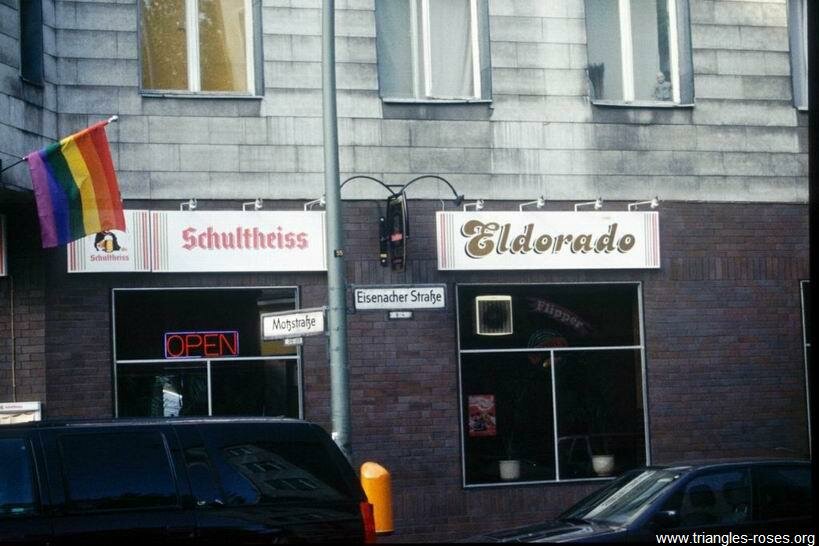 Schultheiss
Schultheiss
Eldorado
Eisenacher Straße
Motzstraße
OPEN
Flipper
www.triangles-roses.org